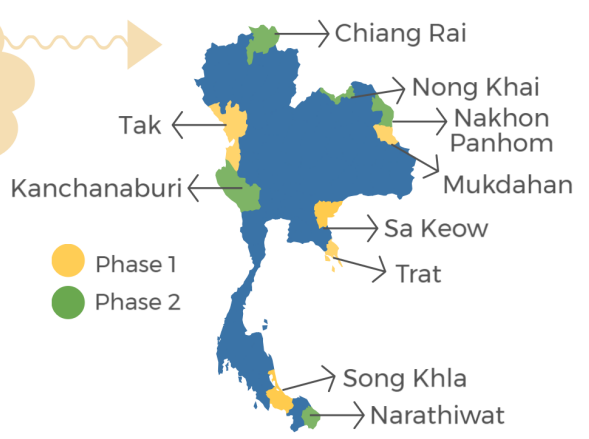 Chiang Rai
Nong Khai
Tak
Nakhon
Panhom
Mukdahan
Kanchanaburi
Sa Keow
Phase 1
Trat
Phase 2
Song Khla
Narathiwat